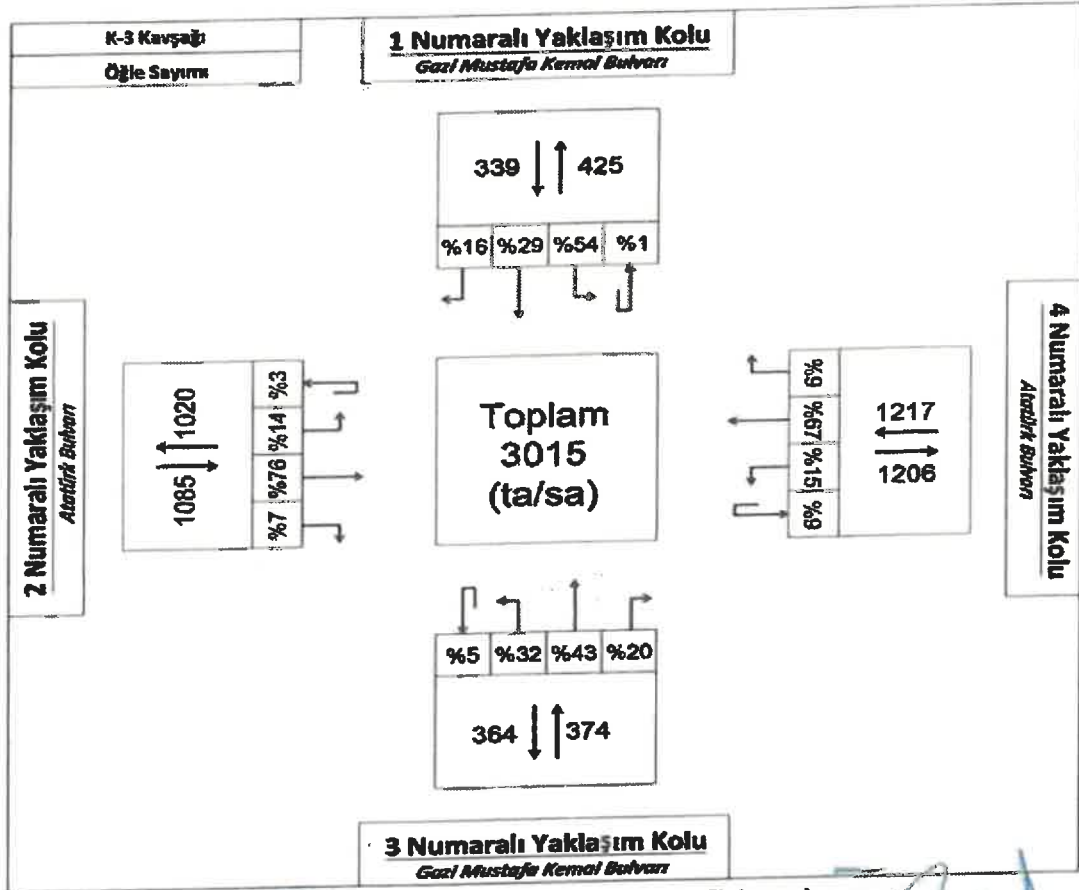 K-3 Kavşağı
Öğle Sayımı
1 Numaralı Yaklaşım Kolu
Gazi Mustafa Kemal Bulvarı
339 425
%16 %29 %54 %1
2 Numaralı Yaklaşım Kolu
Atatürk Bulvarı
1085 1020
%7 %76 %14 %3
Toplam
3015
(ta/sa)
%9 %67 %15 %9
1217
1206
4 Numaralı Yaklaşım Kolu
Atatürk Bulvarı
%5 %32 %43 %20
364 374
3 Numaralı Yaklaşım Kolu
Gazi Mustafa Kemal Bulvarı